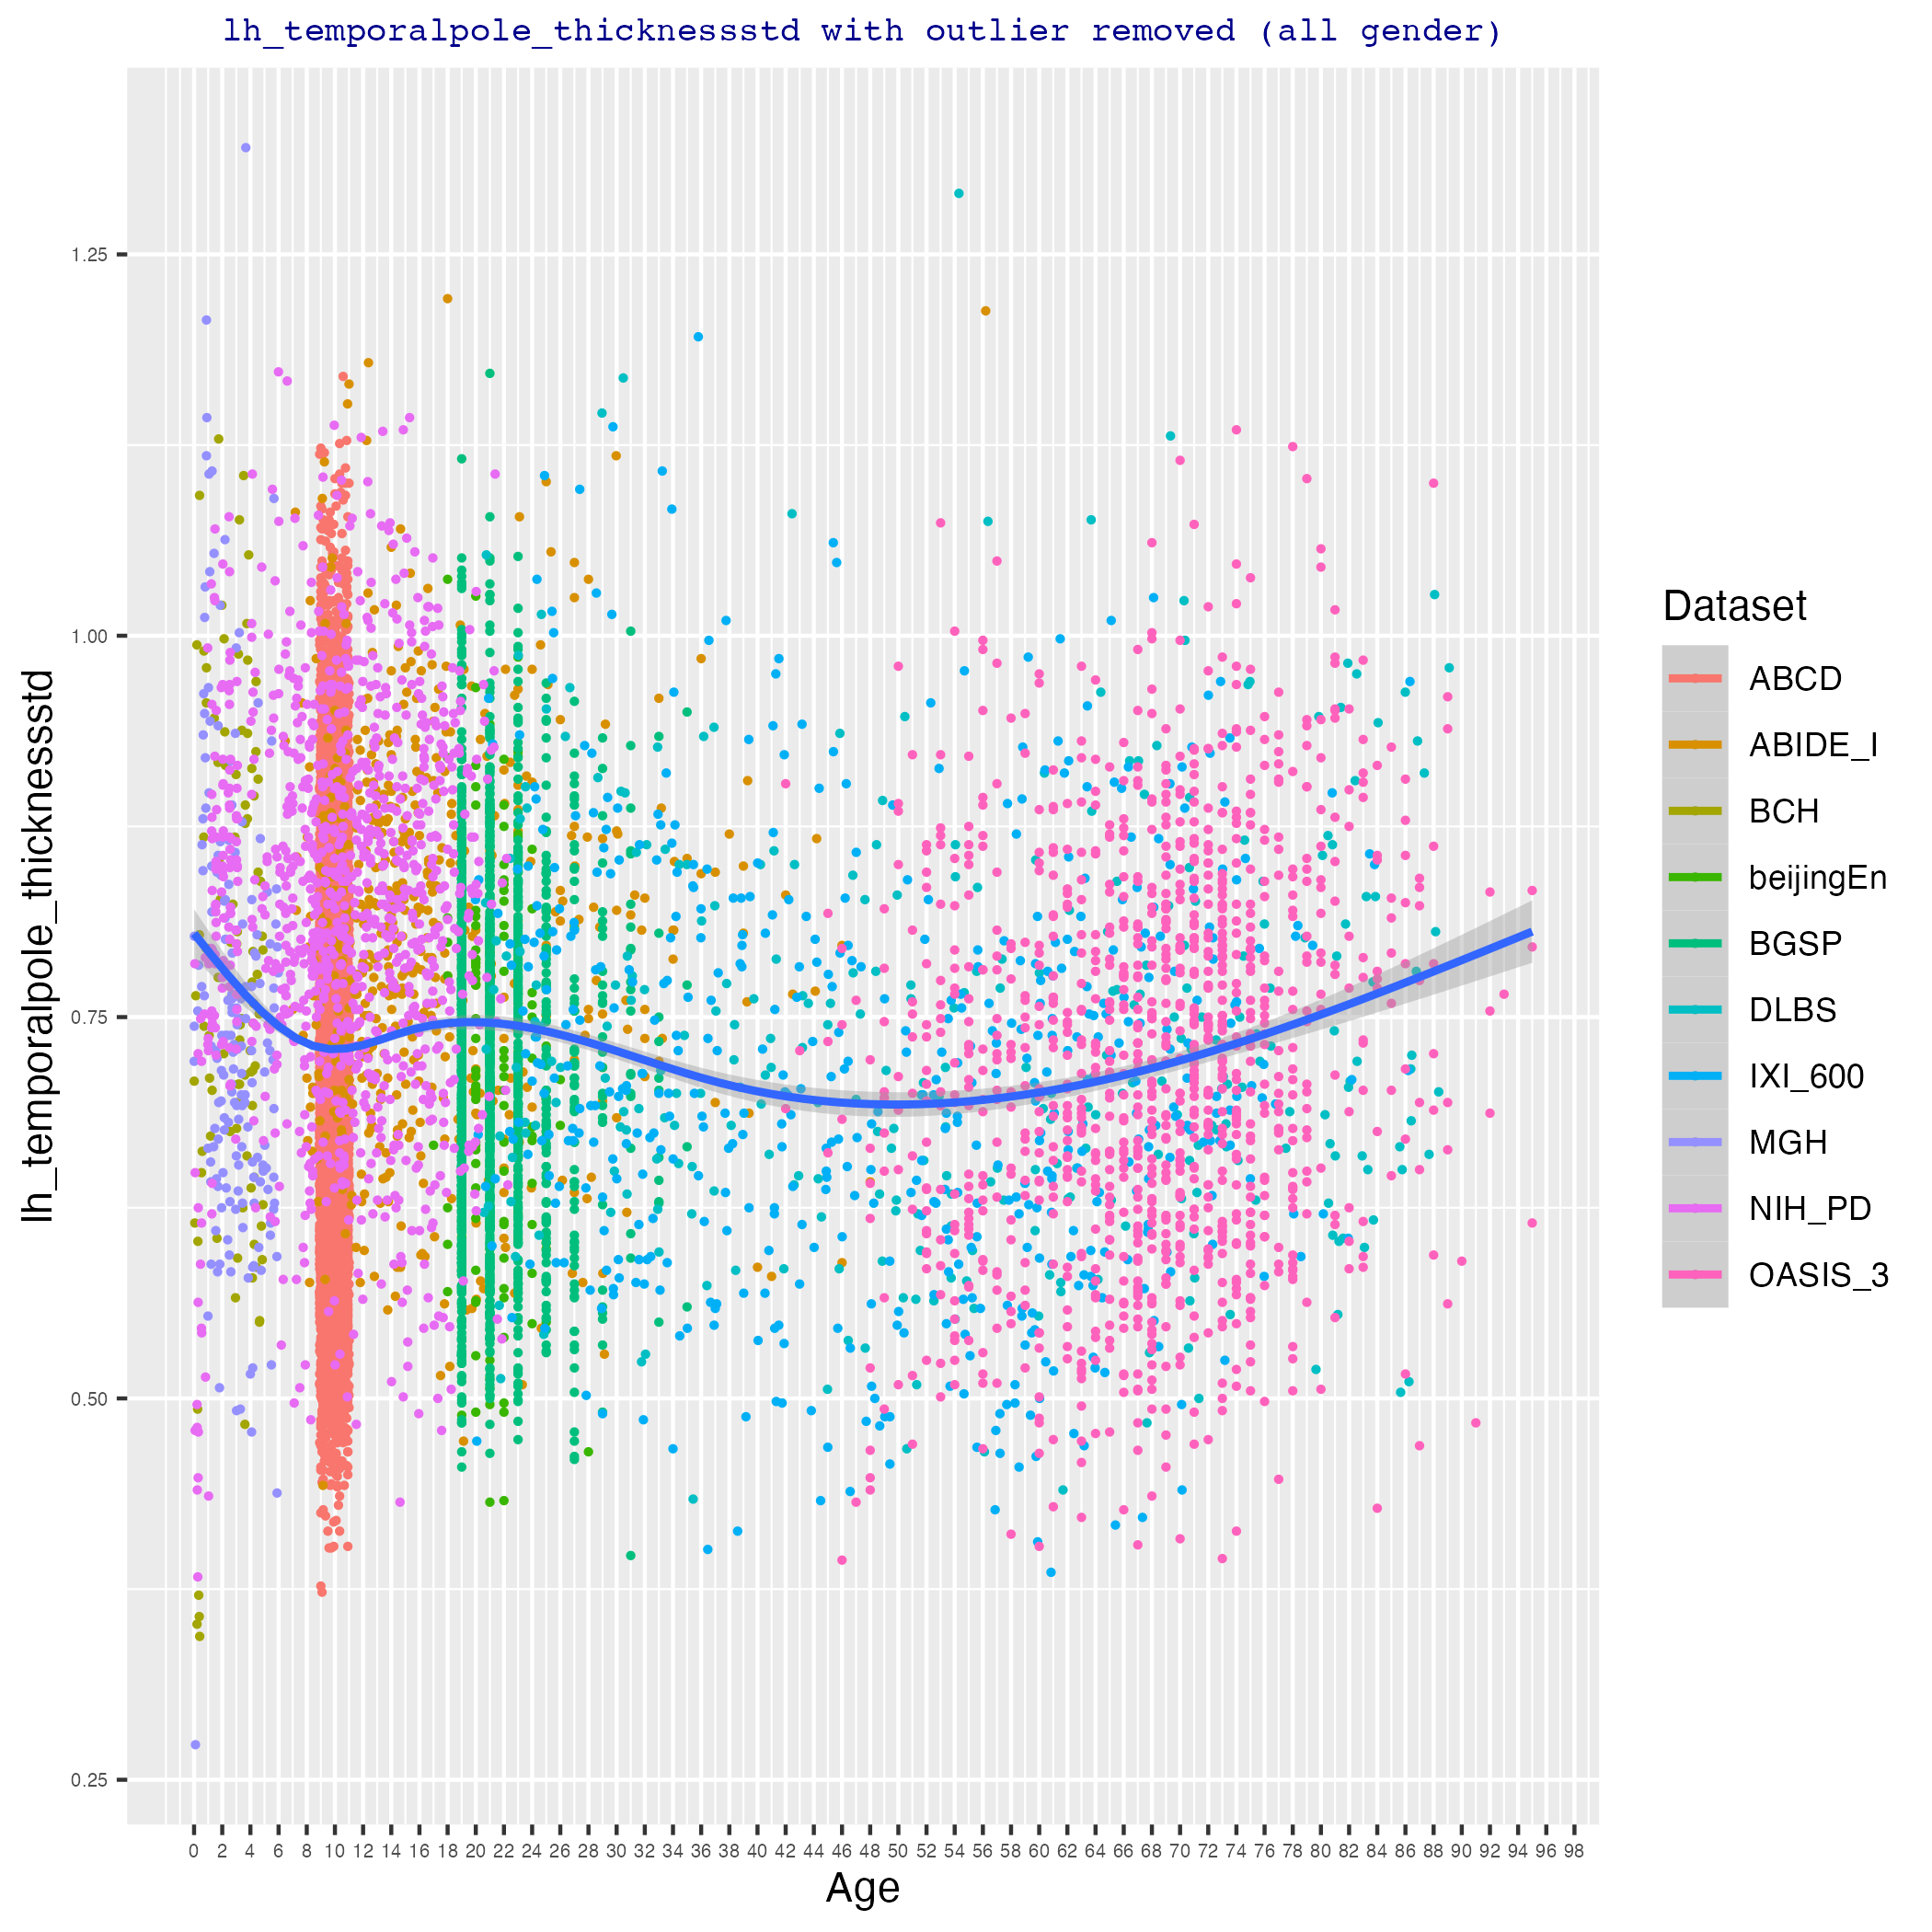 lh_temporalpole_thicknessstd with outlier removed (all gender)
lh_temporalpole_thicknessstd
1.25
1.00
0.75
0.50
0.25
0 2 4 6 8 10 12 14 16 18 20 22 24 26 28 30 32 34 36 38 40 42 44 46 48 50 52 54 56 58 60 62 64 66 68 70 72 74 76 78 80 82 84 86 88 90 92 94 96 98
Age
Dataset
ABCD
ABIDE_I
BCH
beijingEn
BGSP
DLBS
IXI_600
MGH
NIH_PD
OASIS_3